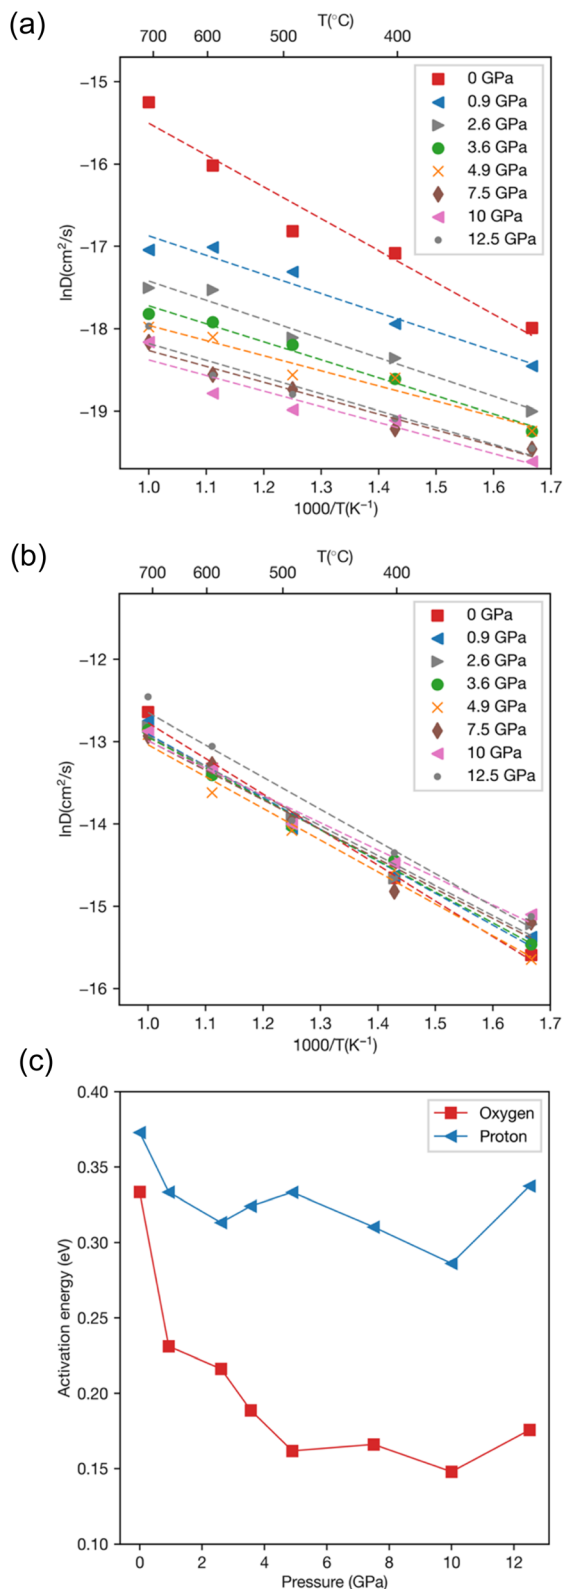 (a)
T(°C)
700 600 500 400
−15
−16
−17
−18
−19
lnD(cm²/s)
0 GPa
0.9 GPa
2.6 GPa
3.6 GPa
4.9 GPa
7.5 GPa
10 GPa
12.5 GPa
1.0 1.1 1.2 1.3 1.4 1.5 1.6 1.7
1000/T(K⁻¹)
(b)
T(°C)
700 600 500 400
−12
−13
−14
−15
−16
lnD(cm²/s)
0 GPa
0.9 GPa
2.6 GPa
3.6 GPa
4.9 GPa
7.5 GPa
10 GPa
12.5 GPa
1.0 1.1 1.2 1.3 1.4 1.5 1.6 1.7
1000/T(K⁻¹)
(c)
0.40
0.35
0.30
0.25
0.20
0.15
0.10
Activation energy (eV)
Oxygen
Proton
0 2 4 6 8 10 12
Pressure (GPa)